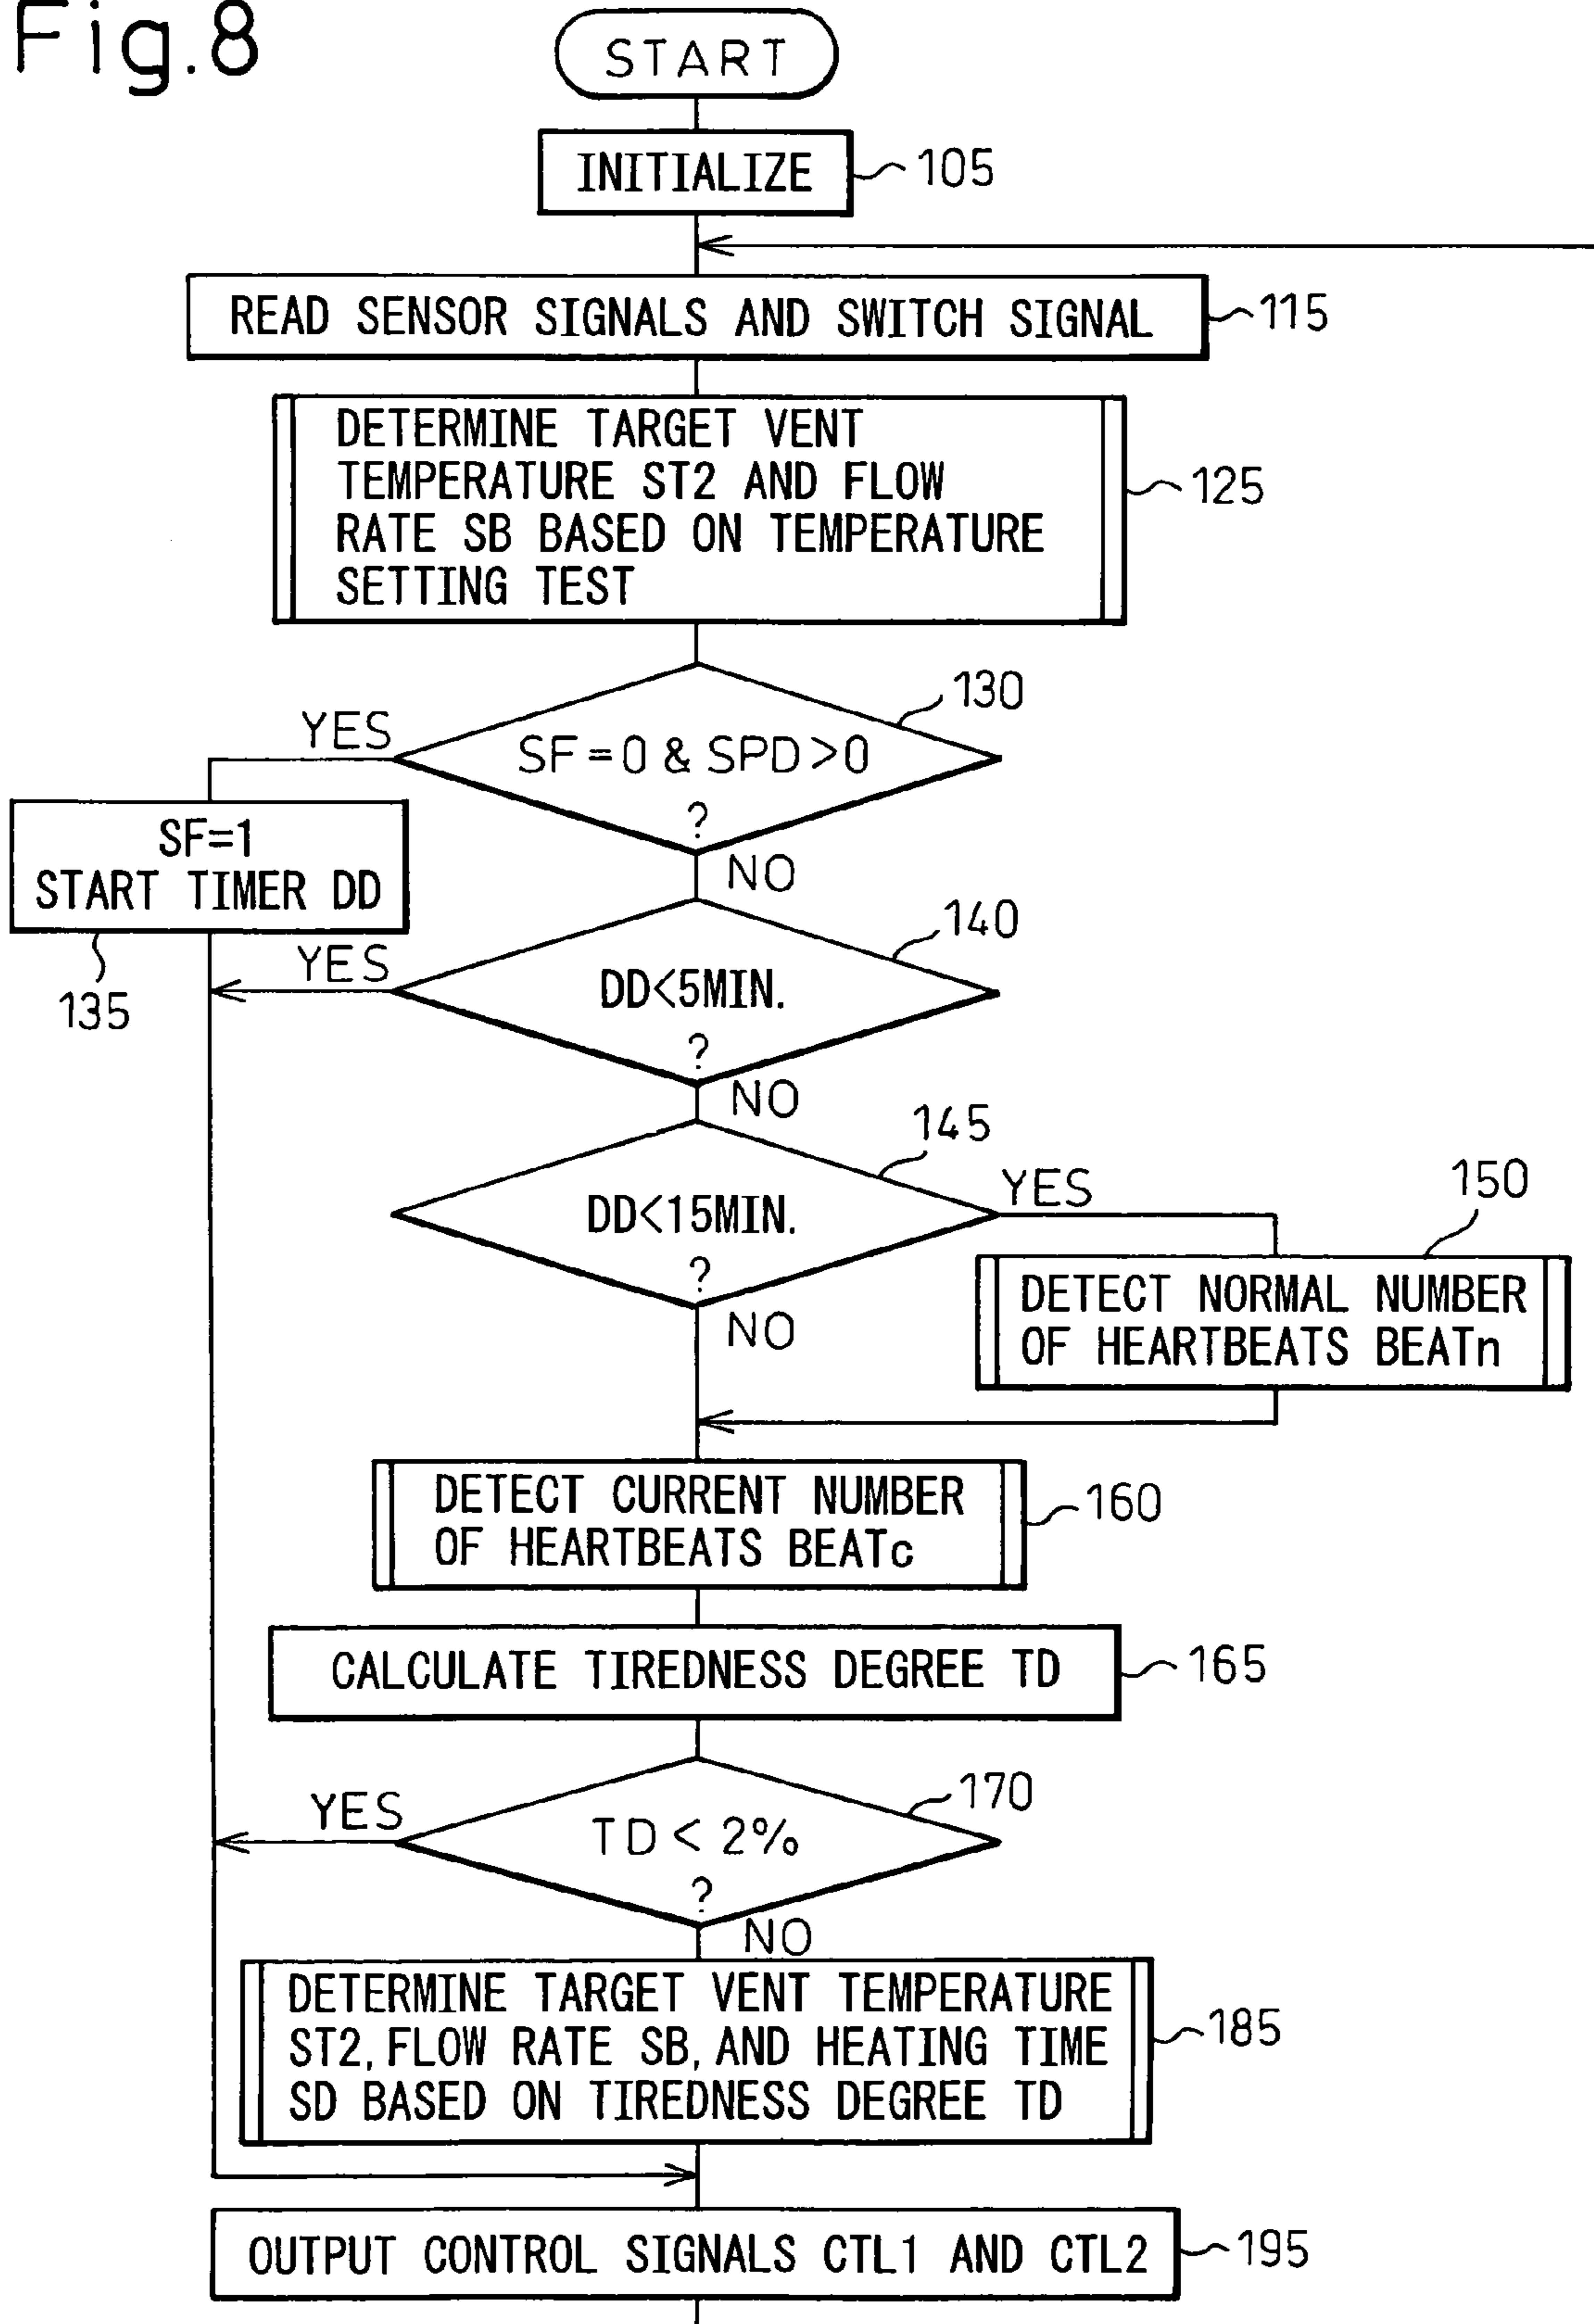 Fig.8
START
INITIALIZE
105
READ SENSOR SIGNALS AND SWITCH SIGNAL
115
DETERMINE TARGET VENT
TEMPERATURE ST2 AND FLOW
RATE SB BASED ON TEMPERATURE
SETTING TEST
125
130
YES
SF=0 & SPD>0
?
NO
SF=1
START TIMER DD
135
140
YES
DD<5MIN.
?
NO
145
YES
DD<15MIN.
?
NO
150
DETECT NORMAL NUMBER
OF HEARTBEATS BEATn
DETECT CURRENT NUMBER
OF HEARTBEATS BEATc
160
CALCULATE TIREDNESS DEGREE TD
165
170
YES
TD < 2%
?
NO
DETERMINE TARGET VENT TEMPERATURE
ST2, FLOW RATE SB, AND HEATING TIME
SD BASED ON TIREDNESS DEGREE TD
185
OUTPUT CONTROL SIGNALS CTL1 AND CTL2
195